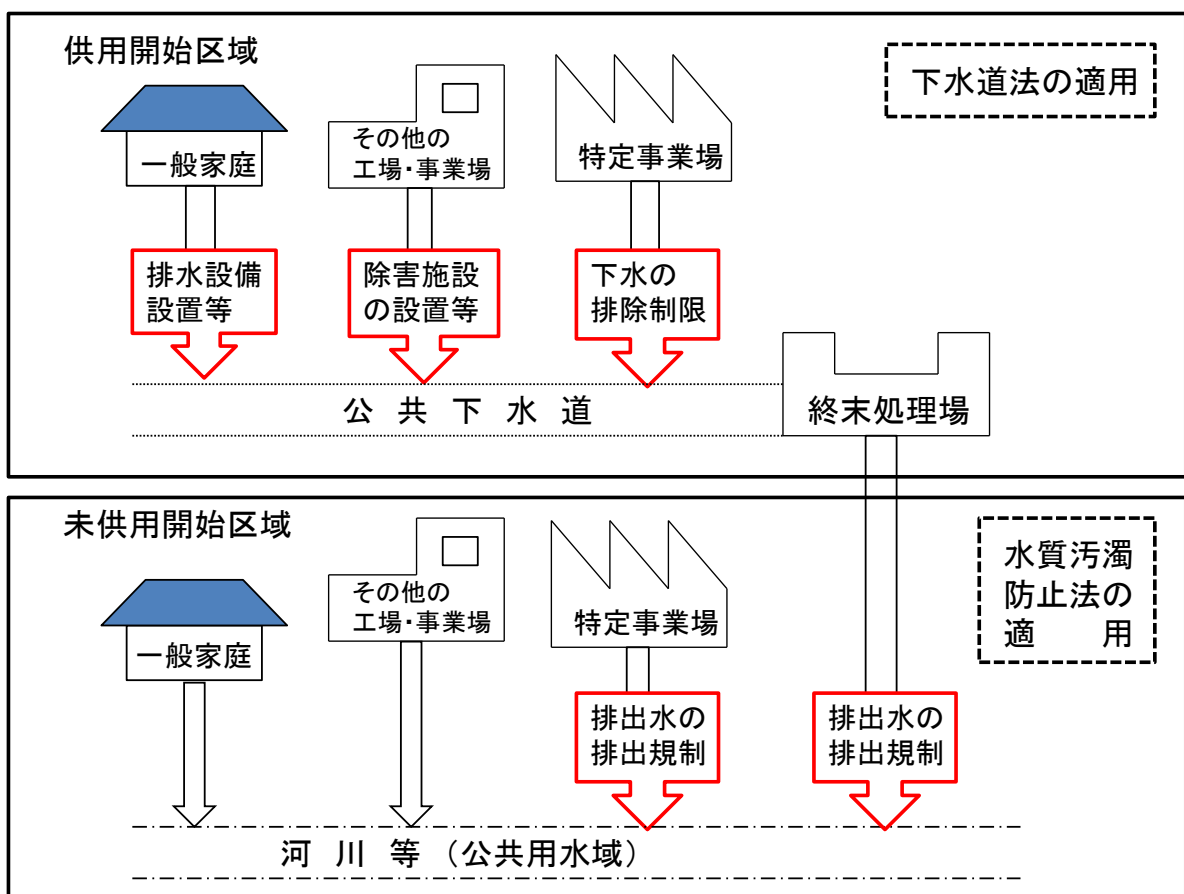 供用開始区域
下水道法の適用
一般家庭
その他の
工場・事業場
特定事業場
排水設備
設置等
除害施設
の設置等
下水の
排除制限
公共下水道
終末処理場
未供用開始区域
水質汚濁
防止法の
適用
一般家庭
その他の
工場・事業場
特定事業場
排出水の
排出規制
排出水の
排出規制
河川等（公共用水域）